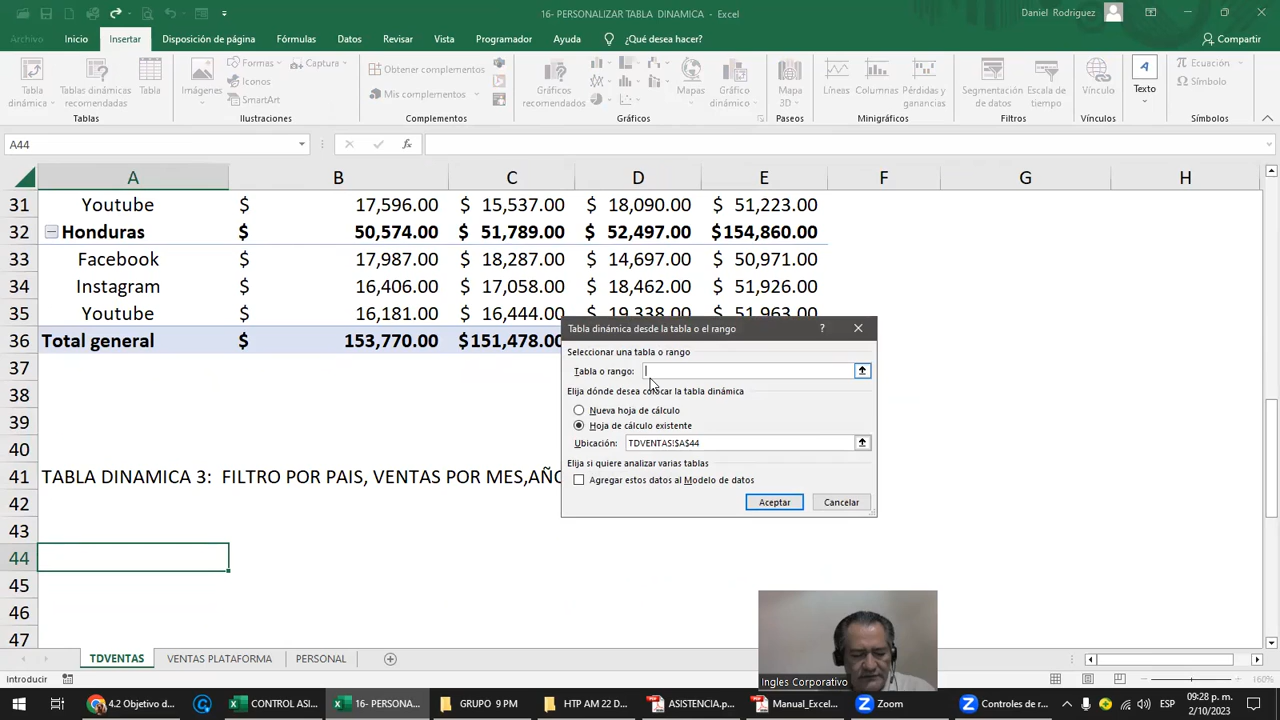 16- PERSONALIZAR TABLA DINAMICA - Excel
Daniel Rodriguez
Archivo Inicio Insertar Disposición de página Fórmulas Datos Revisar Vista Programador Ayuda ¿Qué desea hacer? Compartir
Tabla dinámica
Tablas dinámicas recomendadas
Tabla
Imágenes
Formas
Iconos
SmartArt
Captura
Obtener complementos
Mis complementos
Gráficos recomendados
Mapas
Gráfico dinámico
Mapa 3D
Líneas
Columnas
Pérdidas y ganancias
Segmentación de datos
Escala de tiempo
Vínculo
Texto
Ecuación
Símbolo
Tablas Ilustraciones Complementos Gráficos Paseos Minigráficos Filtros Vínculos Símbolos
A44
fx
A B C D E F G H
31 Youtube $ 17,596.00 $ 15,537.00 $ 18,090.00 $ 51,223.00
32 Honduras $ 50,574.00 $ 51,789.00 $ 52,497.00 $154,860.00
33 Facebook $ 17,987.00 $ 18,287.00 $ 14,697.00 $ 50,971.00
34 Instagram $ 16,406.00 $ 17,058.00 $ 18,462.00 $ 51,926.00
35 Youtube $ 16,181.00 $ 16,444.00 $ 19,338.00 $ 51,963.00
36 Total general $ 153,770.00 $151,478.00
37
38
39
40
41 TABLA DINAMICA 3: FILTRO POR PAIS, VENTAS POR MES,AÑO
42
43
44
45
46
47
Tabla dinámica desde la tabla o el rango ?
Seleccionar una tabla o rango
Tabla o rango:
Elija dónde desea colocar la tabla dinámica
Nueva hoja de cálculo
Hoja de cálculo existente
Ubicación: TDVENTAS!$A$44
Elija si quiere analizar varias tablas
Agregar estos datos al Modelo de datos
Aceptar Cancelar
Ingles Corporativo
TDVENTAS VENTAS PLATAFORMA PERSONAL
Introducir
160%
4.2 Objetivo d... CONTROL ASI... 16- PERSONA... GRUPO 9 PM HTP AM 22 D... ASISTENCIA.p... Manual_Exce... Zoom Controles de r... ESP
09:28 p. m.
2/10/2023